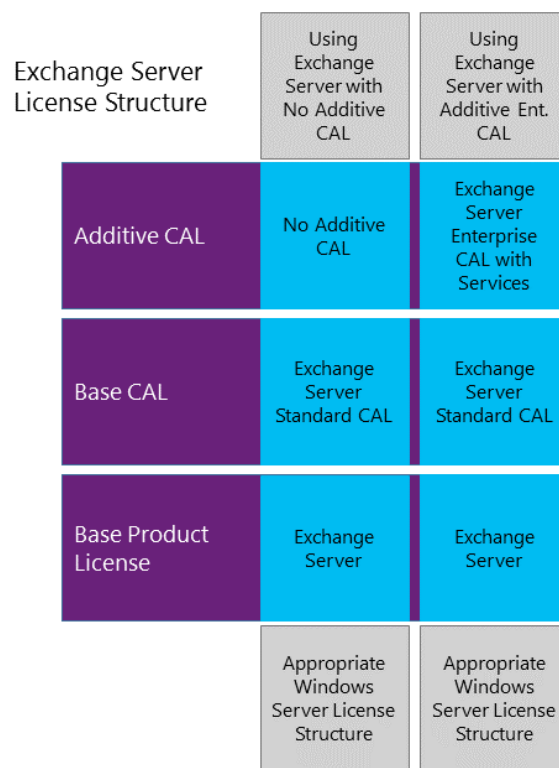 Exchange Server
License Structure
Using
Exchange
Server with
No Additive
CAL
Using
Exchange
Server with
Additive Ent.
CAL
Additive CAL
No Additive
CAL
Exchange
Server
Enterprise
CAL with
Services
Base CAL
Exchange
Server
Standard CAL
Exchange
Server
Standard CAL
Base Product
License
Exchange
Server
Exchange
Server
Appropriate
Windows
Server License
Structure
Appropriate
Windows
Server License
Structure